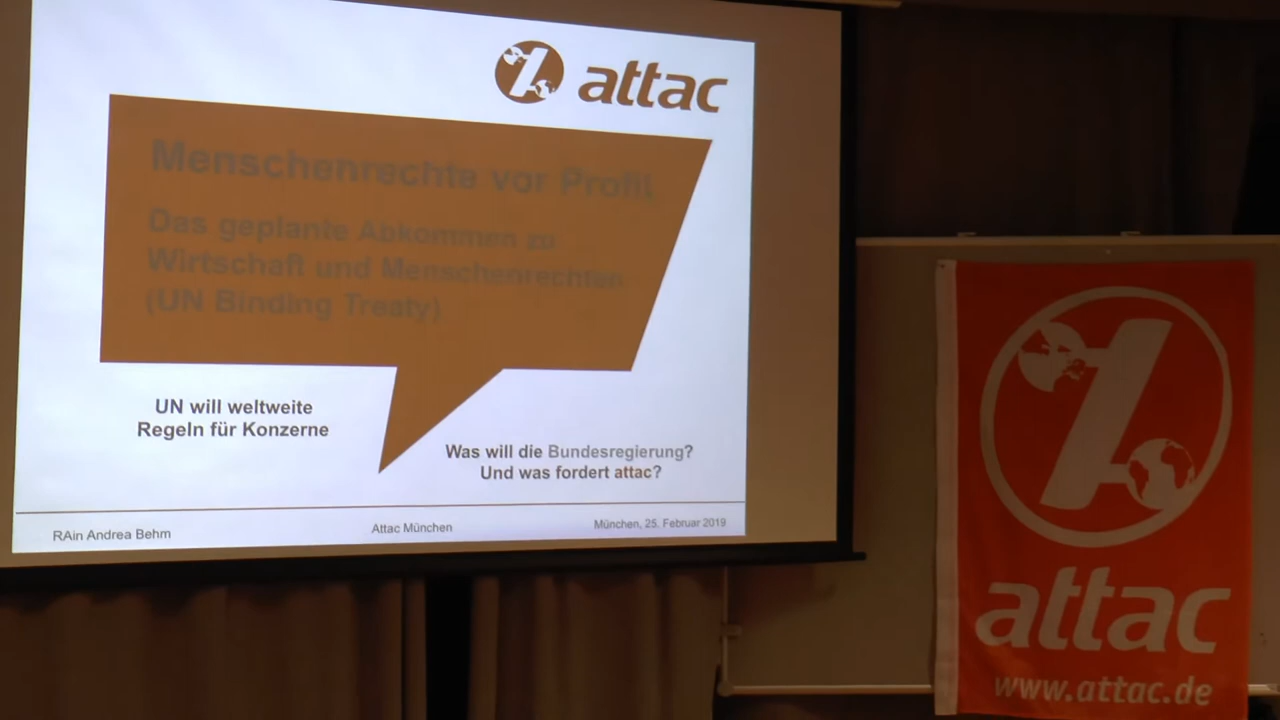 attac
Menschenrechte vor Profit
Das geplante Abkommen zu
Wirtschaft und Menschenrechten
(UN Binding Treaty)
UN will weltweite
Regeln für Konzerne
Was will die Bundesregierung?
Und was fordert attac?
RAin Andrea Behm
Attac München
München, 25. Februar 2019
attac
www.attac.de